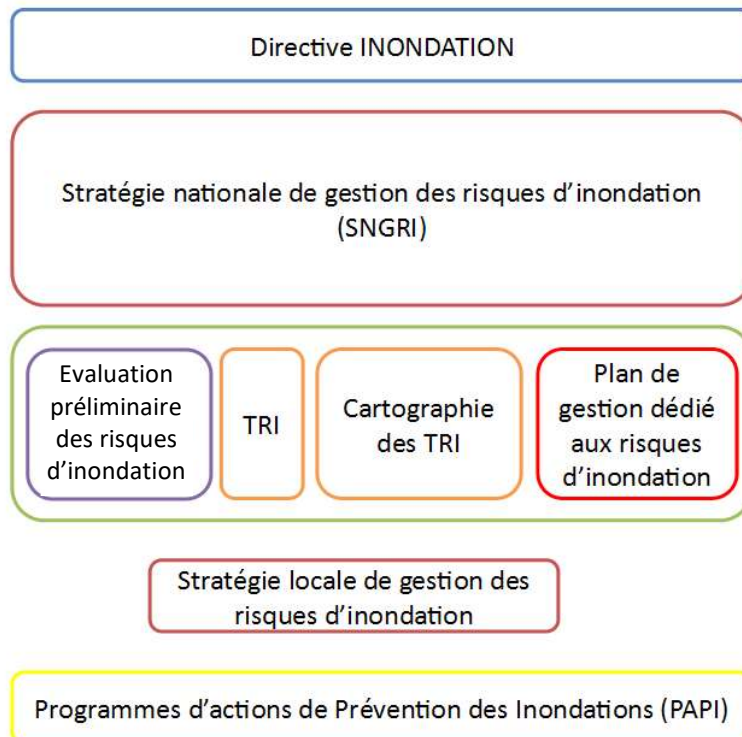 Directive INONDATION
Stratégie nationale de gestion des risques d'inondation
(SNGRI)
Evaluation
préliminaire
des risques
d'inondation
TRI
Cartographie
des TRI
Plan de
gestion dédié
aux risques
d'inondation
Stratégie locale de gestion des
risques d'inondation
Programmes d'actions de Prévention des Inondations (PAPI)